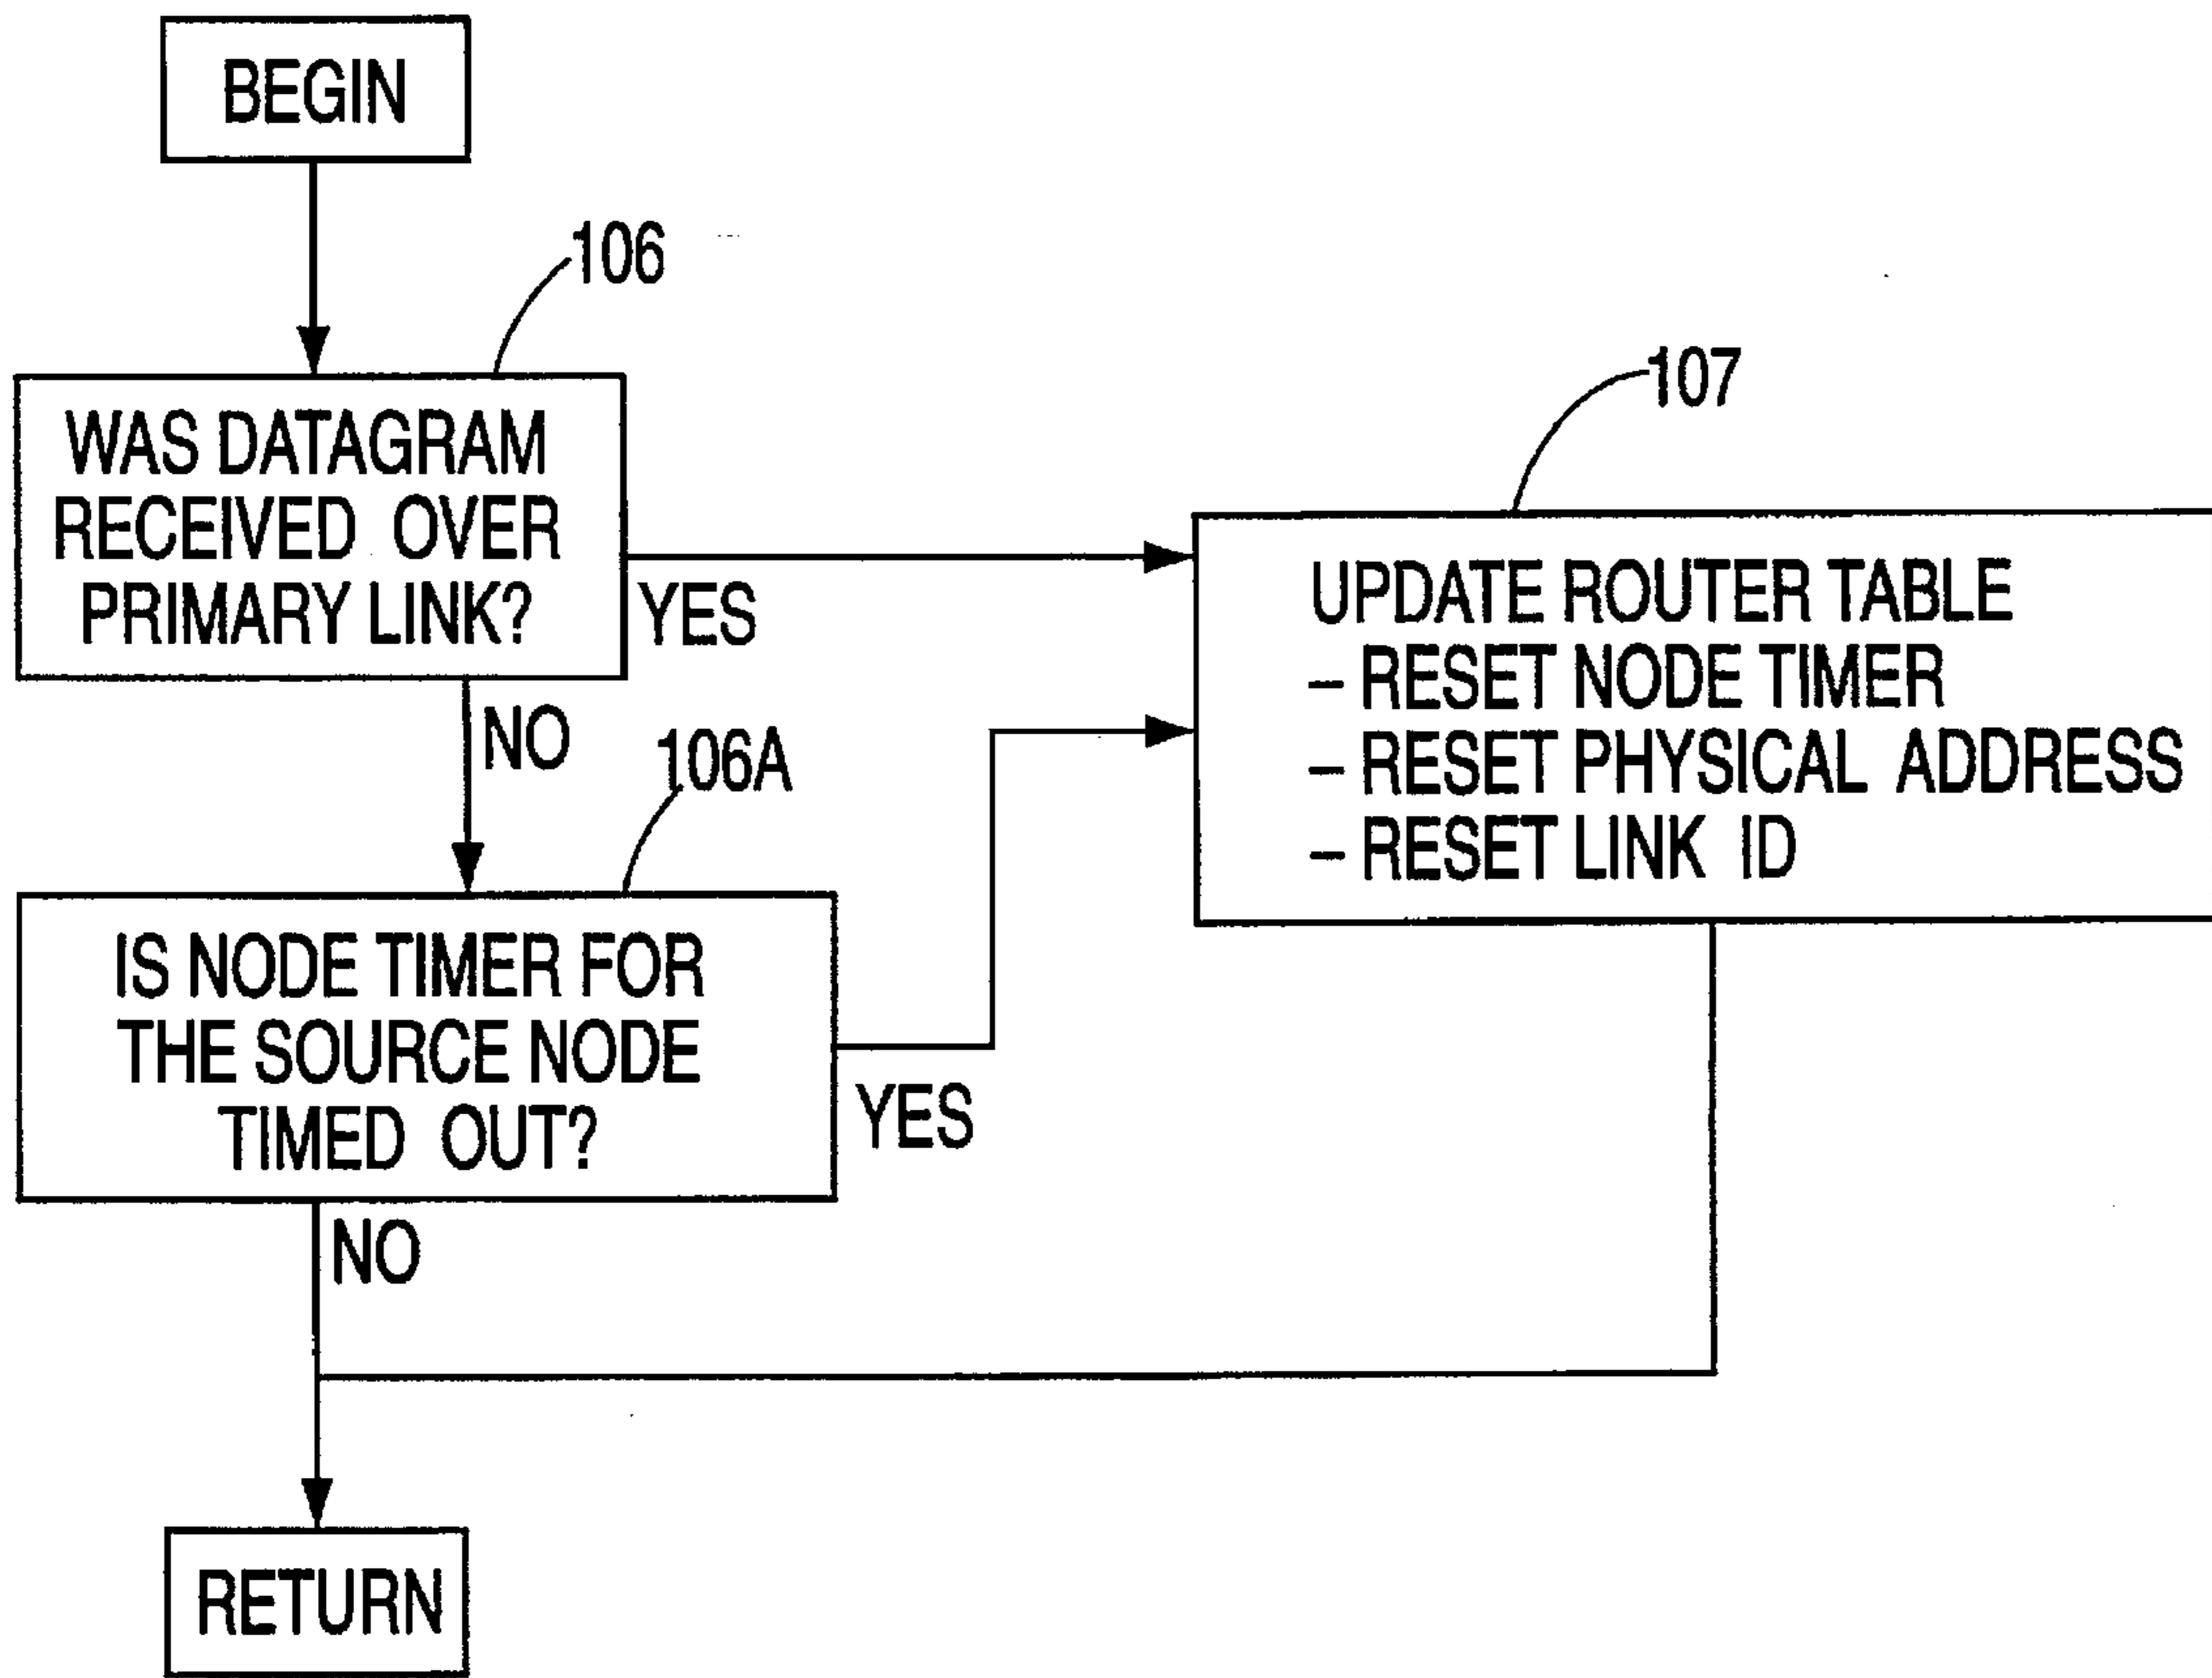 BEGIN
106
WAS DATAGRAM
RECEIVED OVER
PRIMARY LINK?
YES
NO
107
UPDATE ROUTER TABLE
– RESET NODE TIMER
– RESET PHYSICAL ADDRESS
– RESET LINK ID
106A
IS NODE TIMER FOR
THE SOURCE NODE
TIMED OUT?
YES
NO
RETURN